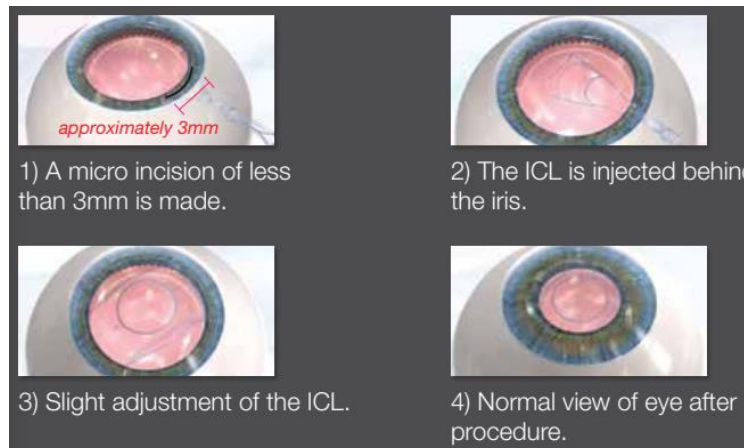 approximately 3mm
1) A micro incision of less
than 3mm is made.
2) The ICL is injected behind
the iris.
3) Slight adjustment of the ICL.
4) Normal view of eye after
procedure.